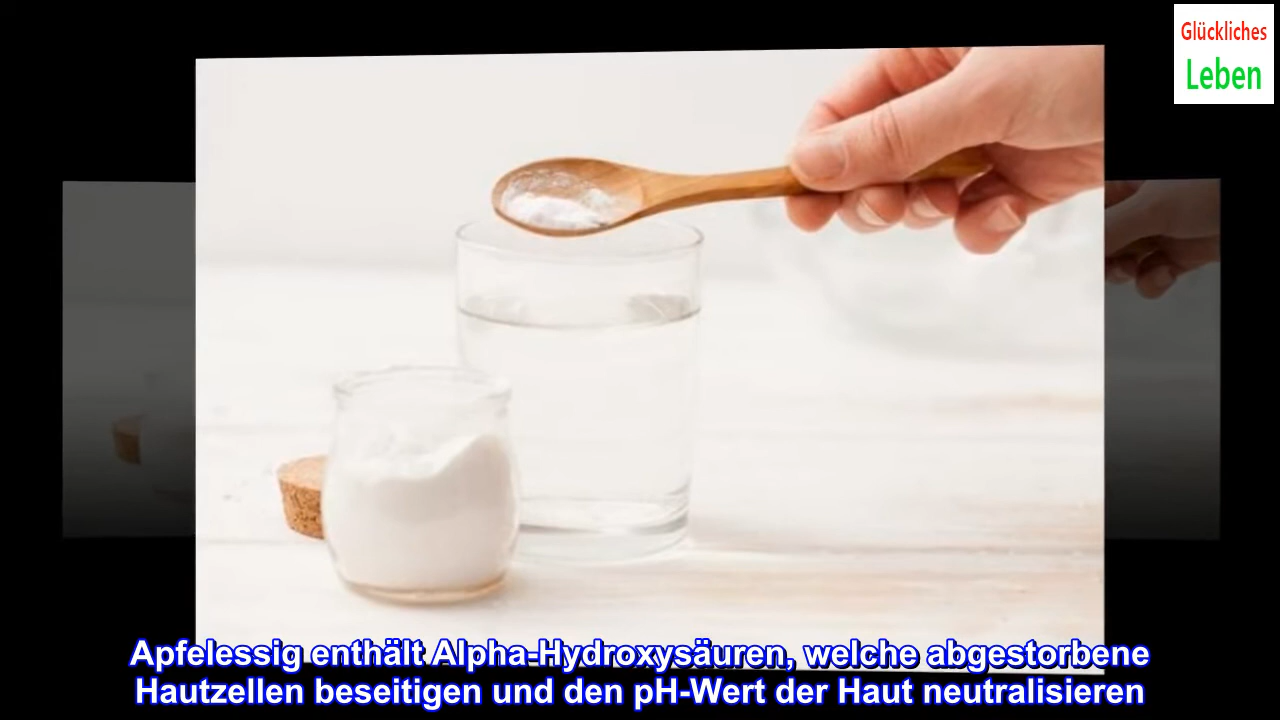 Glückliches
Leben
Apfelessig enthält Alpha-Hydroxysäuren, welche abgestorbene
Hautzellen beseitigen und den pH-Wert der Haut neutralisieren